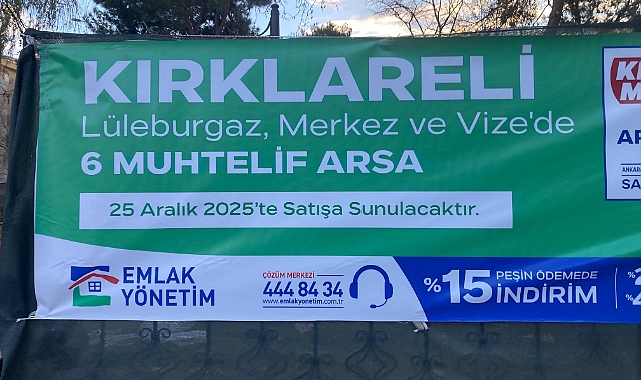 KIRKLARELİ
Lüleburgaz, Merkez ve Vize'de
6 MUHTELİF ARSA
25 Aralık 2025'te Satışa Sunulacaktır.
EMLAK
YÖNETİM
ÇÖZÜM MERKEZİ
444 84 34
www.emlakyonetim.com.tr
%15 PEŞİN ÖDEMEDE
İNDİRİM